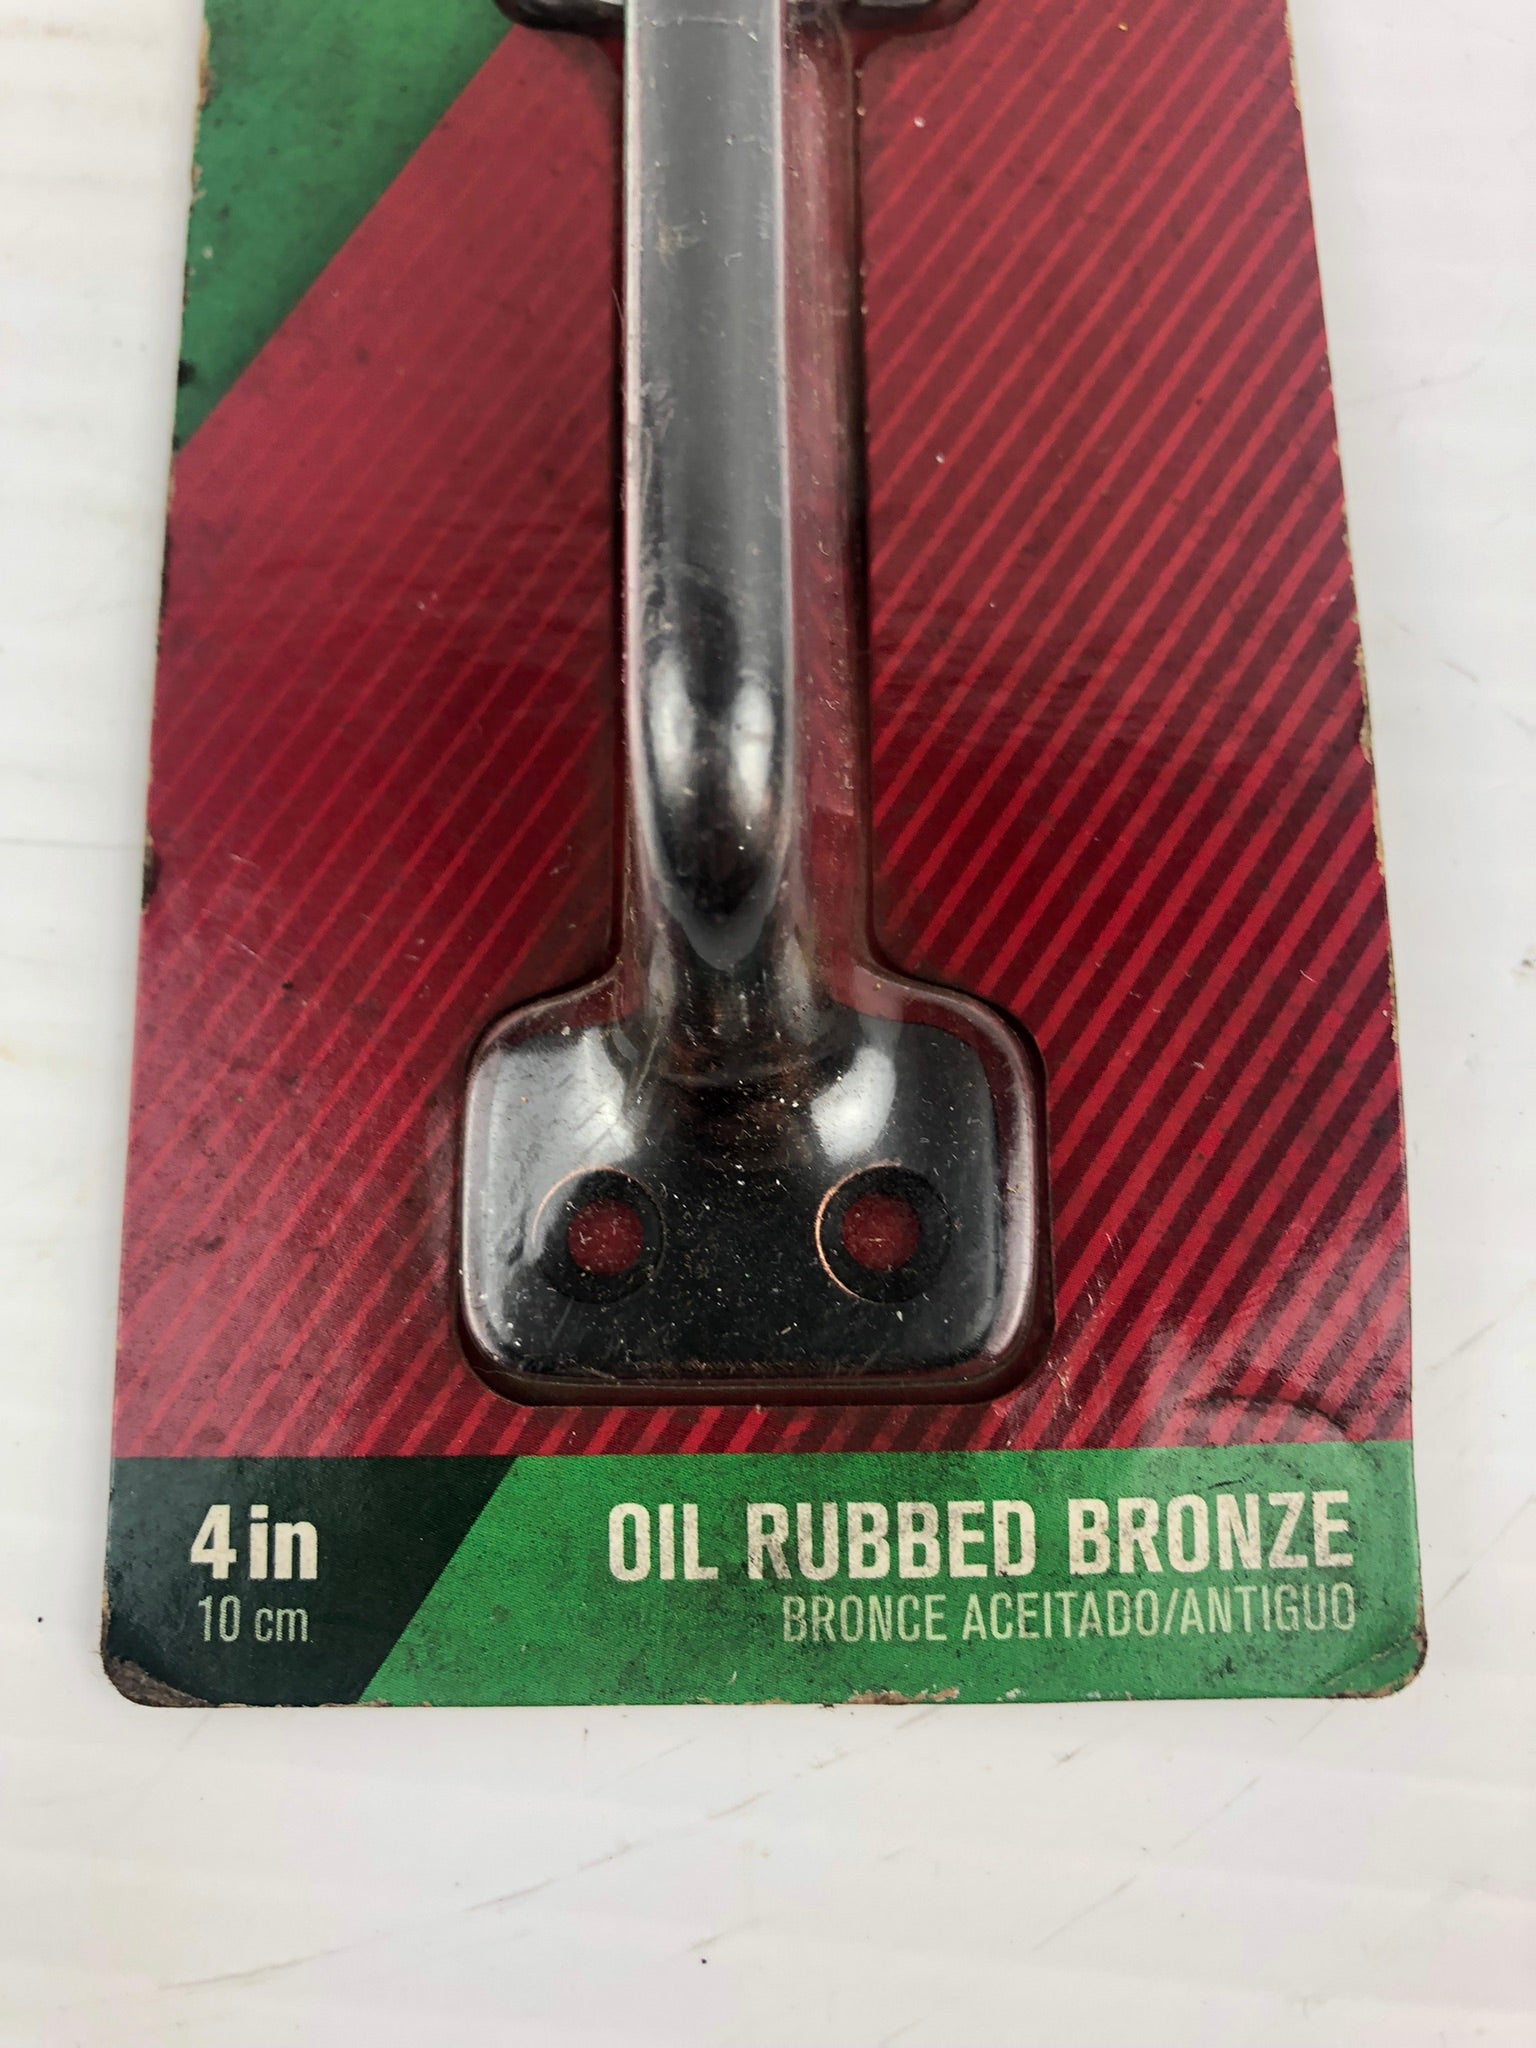 4 in
10 cm
OIL RUBBED BRONZE
BRONCE ACEITADO/ANTIGUO